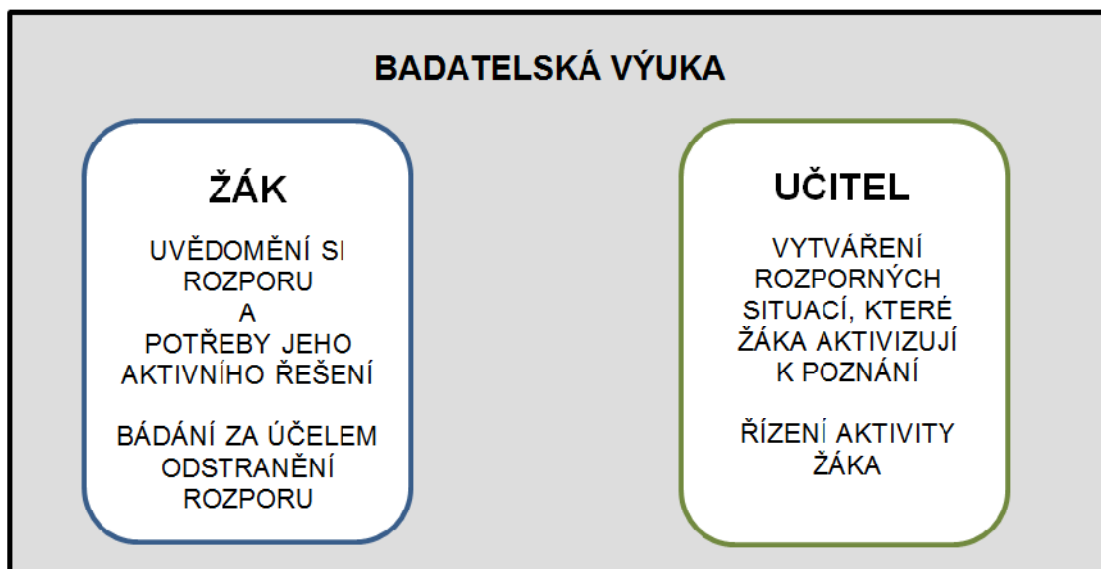 BADATELSKÁ VÝUKA
ŽÁK
UVĚDOMĚNÍ SI
ROZPORU
A
POTŘEBY JEHO
AKTIVNÍHO ŘEŠENÍ
BÁDÁNÍ ZA ÚČELEM
ODSTRANĚNÍ
ROZPORU
UČITEL
VYTVÁŘENÍ
ROZPORNÝCH
SITUACÍ, KTERÉ
ŽÁKA AKTIVIZUJÍ
K POZNÁNÍ
ŘÍZENÍ AKTIVITY
ŽÁKA